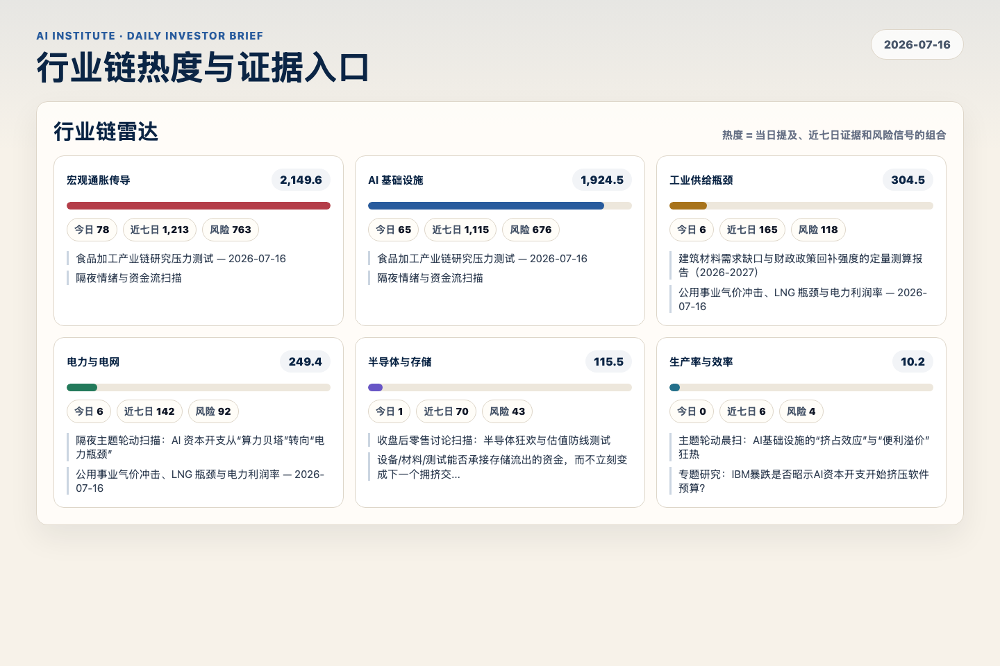 AI INSTITUTE · DAILY INVESTOR BRIEF
2026-07-16
行业链热度与证据入口
行业链雷达
热度 = 当日提及、近七日证据和风险信号的组合
宏观通胀传导
2,149.6
今日 78
近七日 1,213
风险 763
食品加工产业链研究压力测试 — 2026-07-16
隔夜情绪与资金流扫描
AI 基础设施
1,924.5
今日 65
近七日 1,115
风险 676
食品加工产业链研究压力测试 — 2026-07-16
隔夜情绪与资金流扫描
工业供给瓶颈
304.5
今日 6
近七日 165
风险 118
建筑材料需求缺口与财政政策回补强度的定量测算报
告（2026-2027）
公用事业气价冲击、LNG 瓶颈与电力利润率 — 2026-
07-16
电力与电网
249.4
今日 6
近七日 142
风险 92
隔夜主题轮动扫描：AI 资本开支从“算力贝塔”转向“电
力瓶颈”
公用事业气价冲击、LNG 瓶颈与电力利润率 — 2026-
07-16
半导体与存储
115.5
今日 1
近七日 70
风险 43
收盘后零售讨论扫描：半导体狂欢与估值防线测试
设备/材料/测试能否承接存储流出的资金，而不立刻变
成下一个拥挤交...
生产率与效率
10.2
今日 0
近七日 6
风险 4
主题轮动晨扫：AI基础设施的“挤占效应”与“便利溢价”
狂热
专题研究：IBM暴跌是否昭示AI资本开支开始挤压软件
预算？